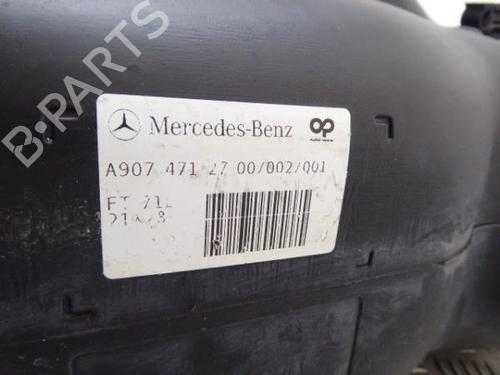 B-PARTS
Mercedes-Benz
A907 471 27 00/002/001
FT 71L